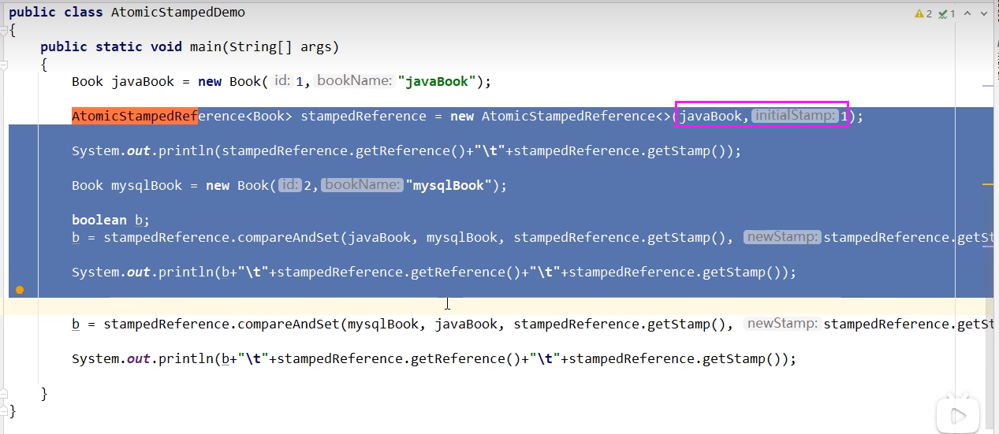 2 1
public class AtomicStampedDemo
{
public static void main(String[] args)
{
Book javaBook = new Book( id: 1, bookName: "javaBook");
AtomicStampedReference<Book> stampedReference = new AtomicStampedReference<>(javaBook, initialStamp: 1);
System.out.println(stampedReference.getReference()+"\t"+stampedReference.getStamp());
Book mysqlBook = new Book( id: 2, bookName: "mysqlBook");
boolean b;
b = stampedReference.compareAndSet(javaBook, mysqlBook, stampedReference.getStamp(), newStamp: stampedReference.getSt
System.out.println(b+"\t"+stampedReference.getReference()+"\t"+stampedReference.getStamp());
b = stampedReference.compareAndSet(mysqlBook, javaBook, stampedReference.getStamp(), newStamp: stampedReference.getSt
System.out.println(b+"\t"+stampedReference.getReference()+"\t"+stampedReference.getStamp());
}
}